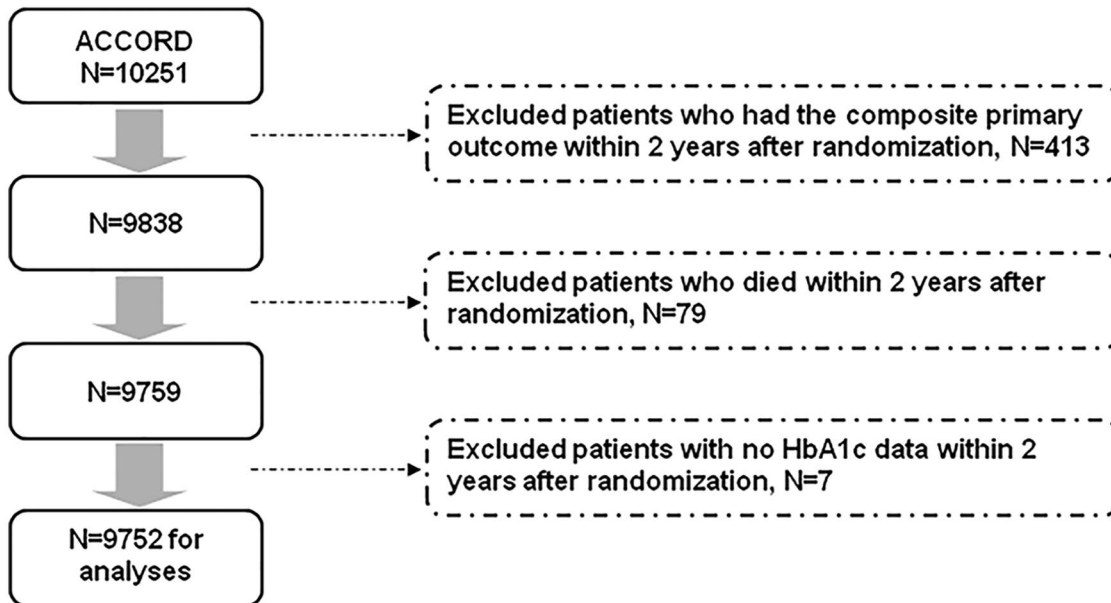 ACCORD
N=10251
Excluded patients who had the composite primary
outcome within 2 years after randomization, N=413
N=9838
Excluded patients who died within 2 years after
randomization, N=79
N=9759
Excluded patients with no HbA1c data within 2
years after randomization, N=7
N=9752 for
analyses